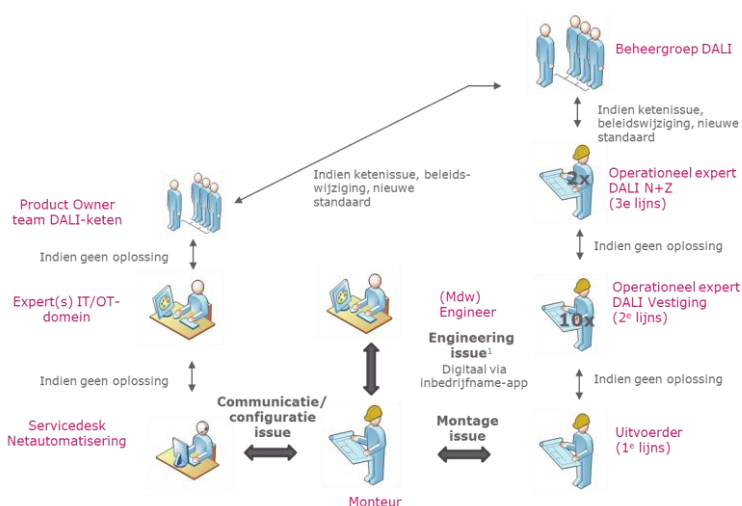 Beheergroep DALI
Indien ketenissue,
beleidswijziging, nieuwe
standaard
Indien ketenissue, beleids-
wijziging, nieuwe
standaard
2x
Operationeel expert
DALI N+Z
(3e lijns)
Product Owner
team DALI-keten
Indien geen oplossing
Indien geen oplossing
Expert(s) IT/OT-
domein
(Mdw)
Engineer
10x
Operationeel expert
DALI Vestiging
(2e lijns)
Engineering
issue¹
Digitaal via
inbedrijfname-app
Indien geen oplossing
Indien geen oplossing
Communicatie/
configuratie
issue
Servicedesk
Netautomatisering
Montage
issue
Uitvoerder
(1e lijns)
Monteur